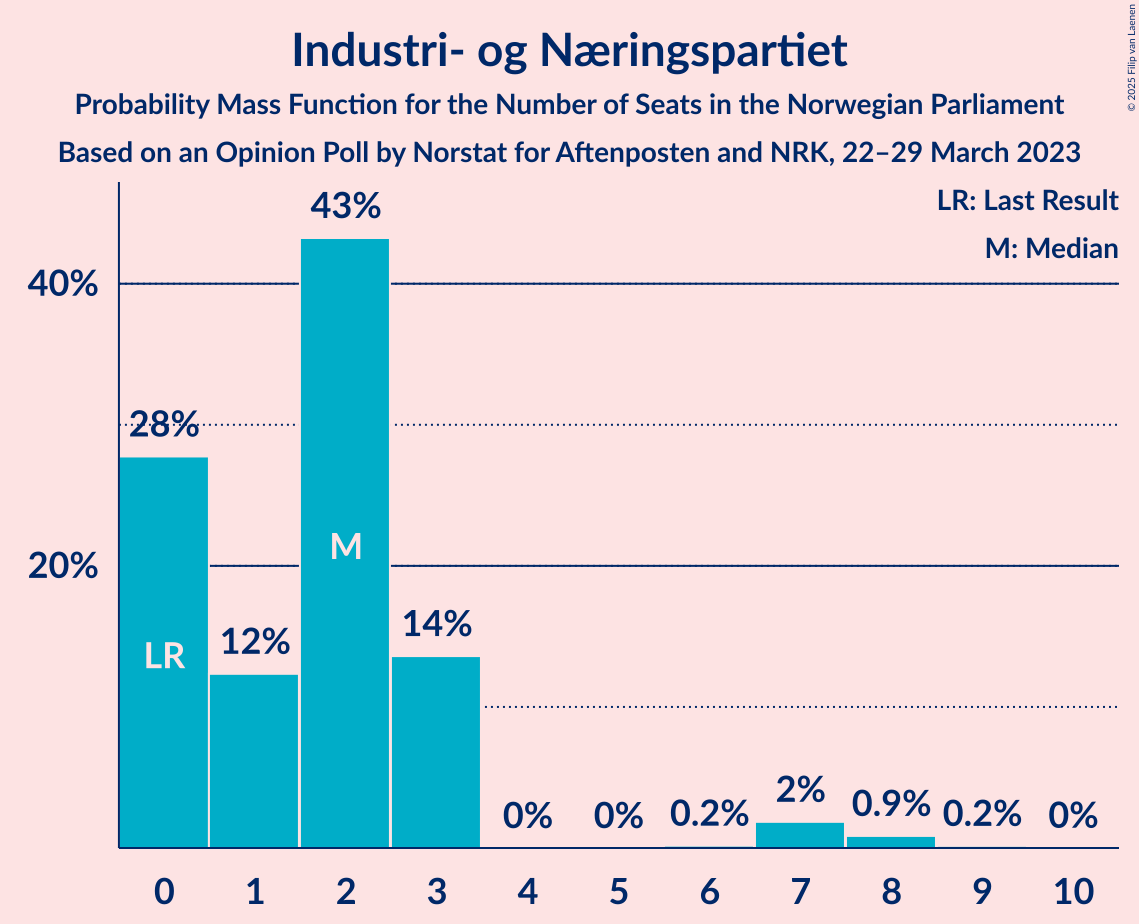 Industri- og Næringspartiet
Probability Mass Function for the Number of Seats in the Norwegian Parliament
Based on an Opinion Poll by Norstat for Aftenposten and NRK, 22–29 March 2023
© 2025 Filip van Laenen
LR: Last Result
M: Median
43%
40%
28%
M
20%
14%
12%
LR
2%
0.9%
0% 0% 0.2% 0.2% 0%
0 1 2 3 4 5 6 7 8 9 10